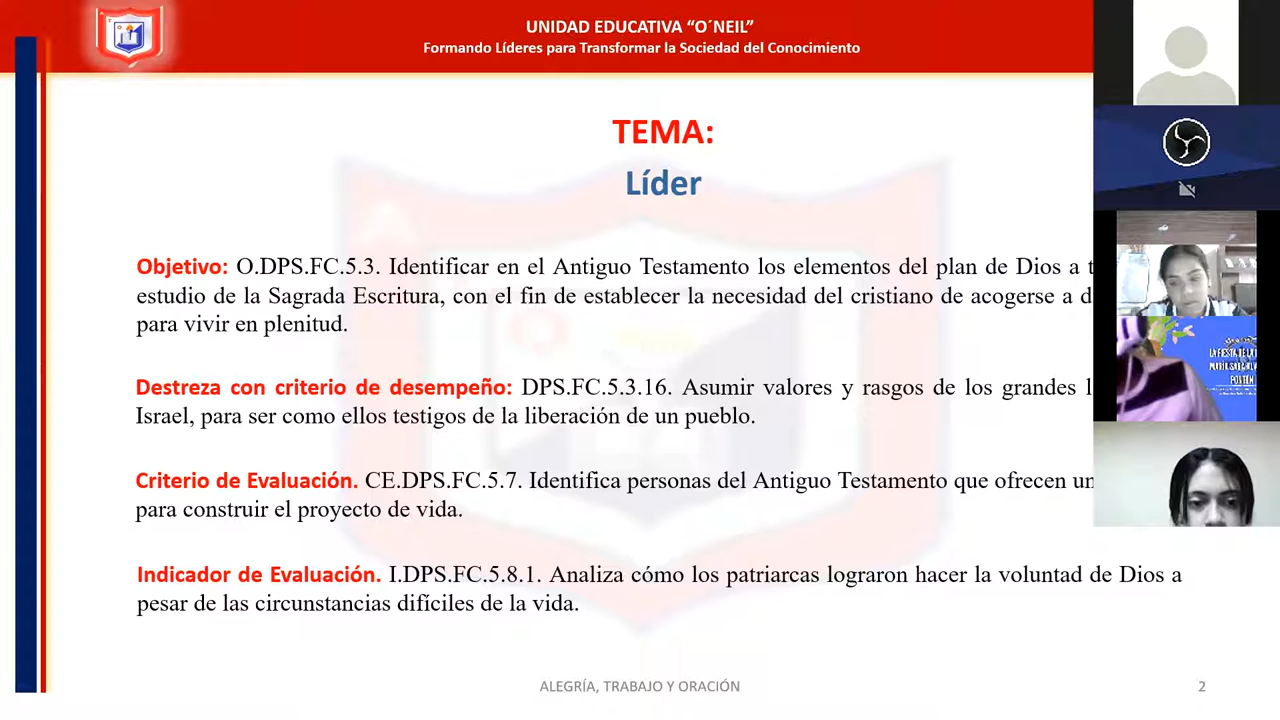 UNIDAD EDUCATIVA “O´NEIL”
Formando Líderes para Transformar la Sociedad del Conocimiento
TEMA:
Líder
Objetivo: O.DPS.FC.5.3. Identificar en el Antiguo Testamento los elementos del plan de Dios a
estudio de la Sagrada Escritura, con el fin de establecer la necesidad del cristiano de acogerse a
para vivir en plenitud.
Destreza con criterio de desempeño: DPS.FC.5.3.16. Asumir valores y rasgos de los grandes
Israel, para ser como ellos testigos de la liberación de un pueblo.
Criterio de Evaluación. CE.DPS.FC.5.7. Identifica personas del Antiguo Testamento que ofrecen
para construir el proyecto de vida.
Indicador de Evaluación. I.DPS.FC.5.8.1. Analiza cómo los patriarcas lograron hacer la voluntad de Dios a
pesar de las circunstancias difíciles de la vida.
LA FIESTA DE LA
ALEGRÍA, TRABAJO Y ORACIÓN
2